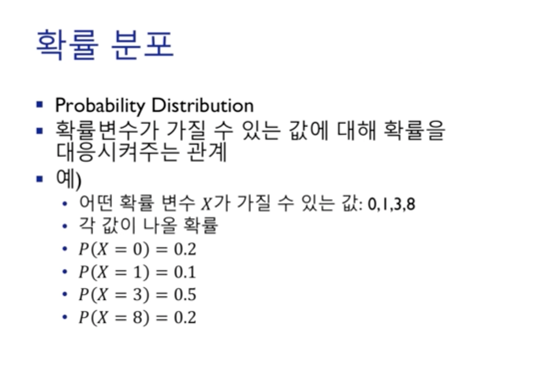 확률 분포
Probability Distribution
확률변수가 가질 수 있는 값에 대해 확률을
대응시켜주는 관계
예)
어떤 확률 변수 X가 가질 수 있는 값: 0,1,3,8
각 값이 나올 확률
P(X = 0) = 0.2
P(X = 1) = 0.1
P(X = 3) = 0.5
P(X = 8) = 0.2